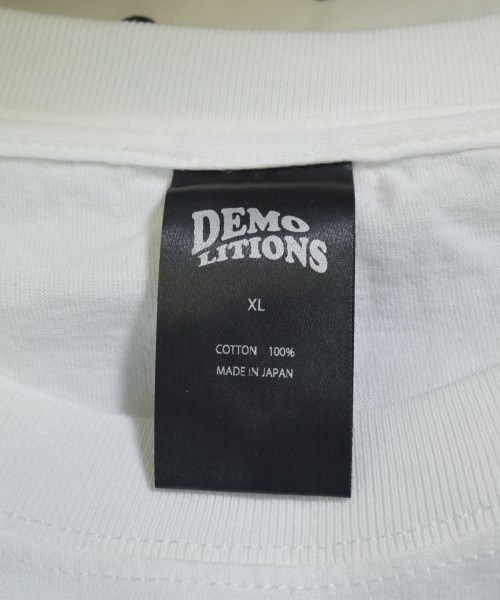 DEMO
LITIONS
XL
COTTON 100%
MADE IN JAPAN